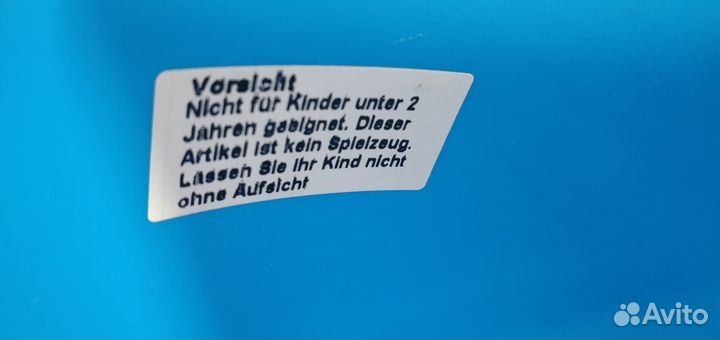 Vorsicht
Nicht für Kinder unter 2
Jahren geeignet. Dieser
Artikel ist kein Spielzeug.
Lassen Sie Ihr Kind nicht
ohne Aufsicht
Avito